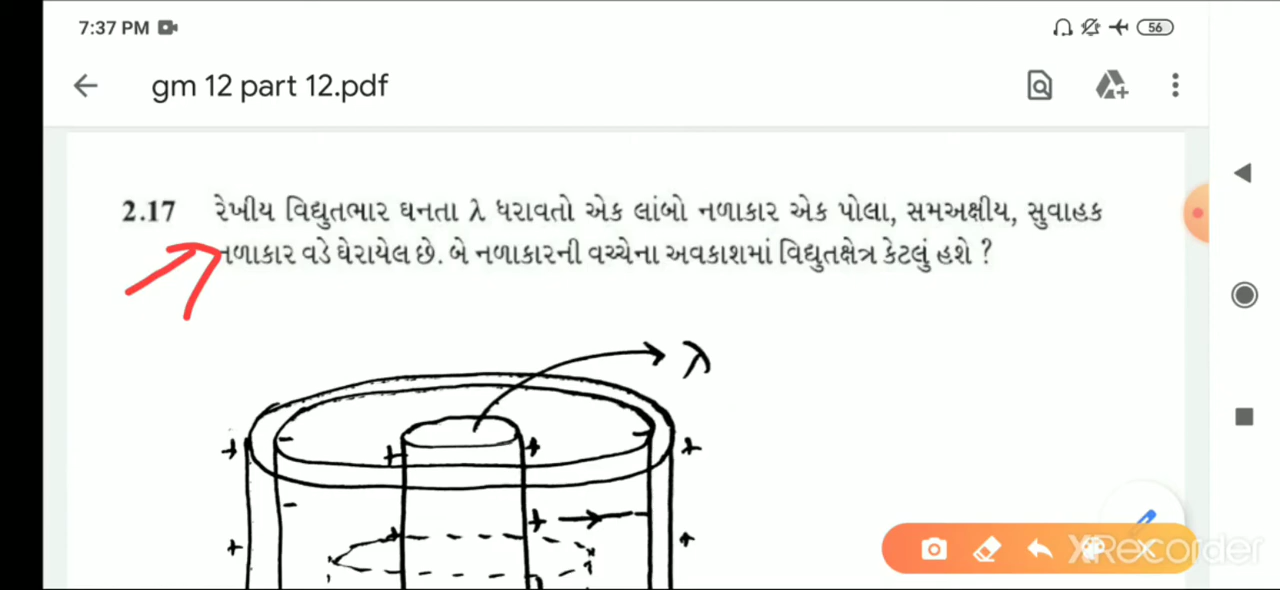 7:37 PM
56
gm 12 part 12.pdf
2.17 રેખીય વિદ્યુતભાર ઘનતા λ ધરાવતો એક લાંબો નળાકાર એક પોલા, સમઅક્ષીય, સુવાહક
નળાકાર વડે ઘેરાયેલ છે. બે નળાકારની વચ્ચેના અવકાશમાં વિદ્યુતક્ષેત્ર કેટલું હશે ?
λ
- + + - +
+
-
+
+ +
+
XRecorder